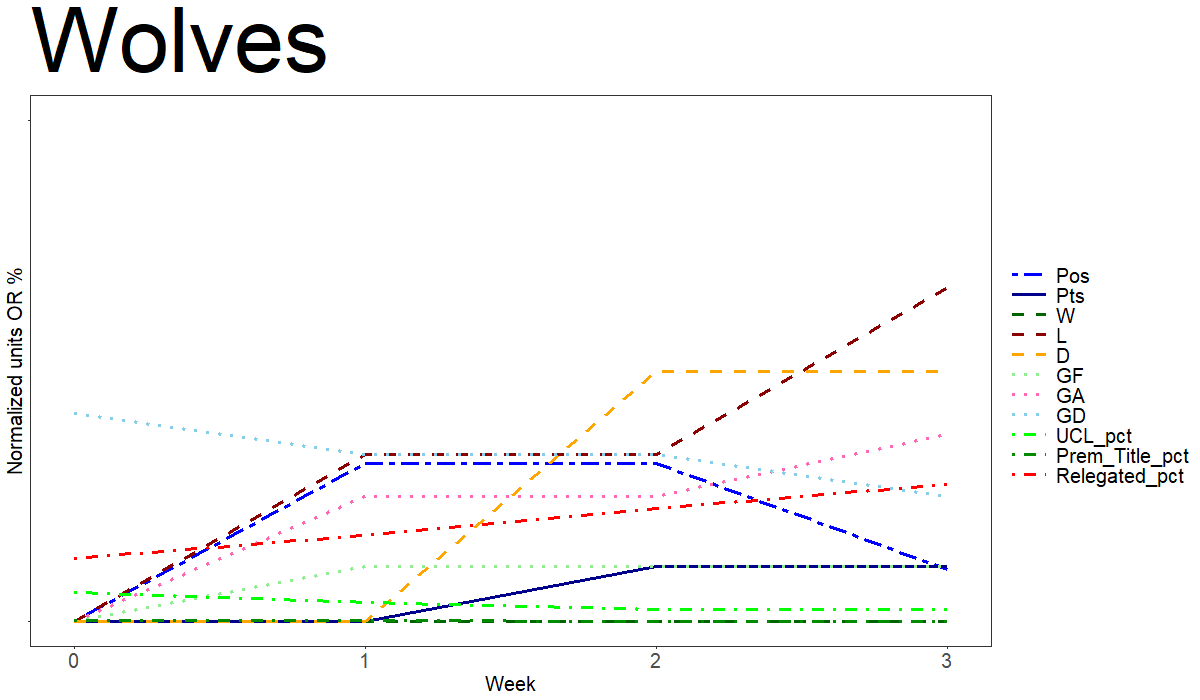 Wolves
Normalized units OR %
0 1 2 3
Week
Pos
Pts
W
L
D
GF
GA
GD
UCL_pct
Prem_Title_pct
Relegated_pct